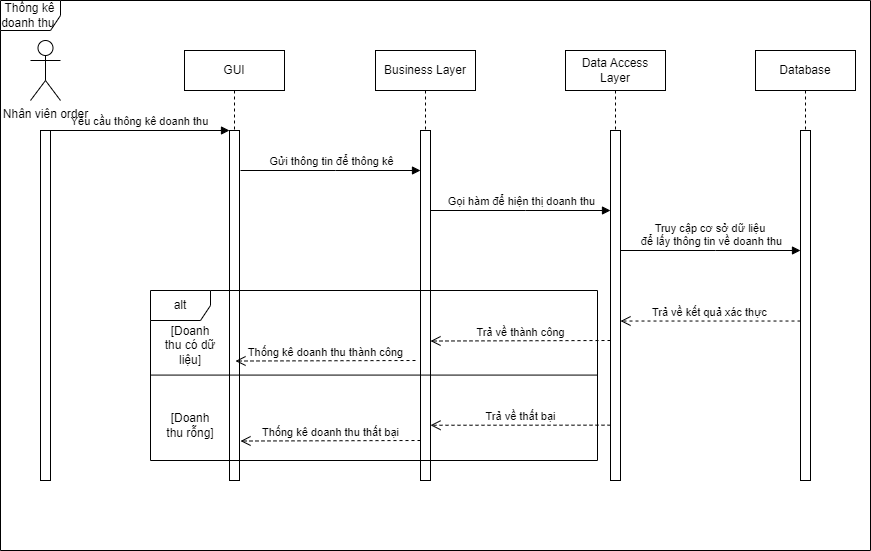 Thống kê
doanh thu
GUI
Business Layer
Data Access
Layer
Database
Nhân viên order
Yêu cầu thống kê doanh thu
Gửi thông tin để thống kê
Gọi hàm để hiện thị doanh thu
Truy cập cơ sở dữ liệu
để lấy thông tin về doanh thu
alt
Trả về kết quả xác thực
[Doanh
thu có dữ
liệu]
Trả về thành công
Thống kê doanh thu thành công
[Doanh
thu rỗng]
Trả về thất bại
Thống kê doanh thu thất bại